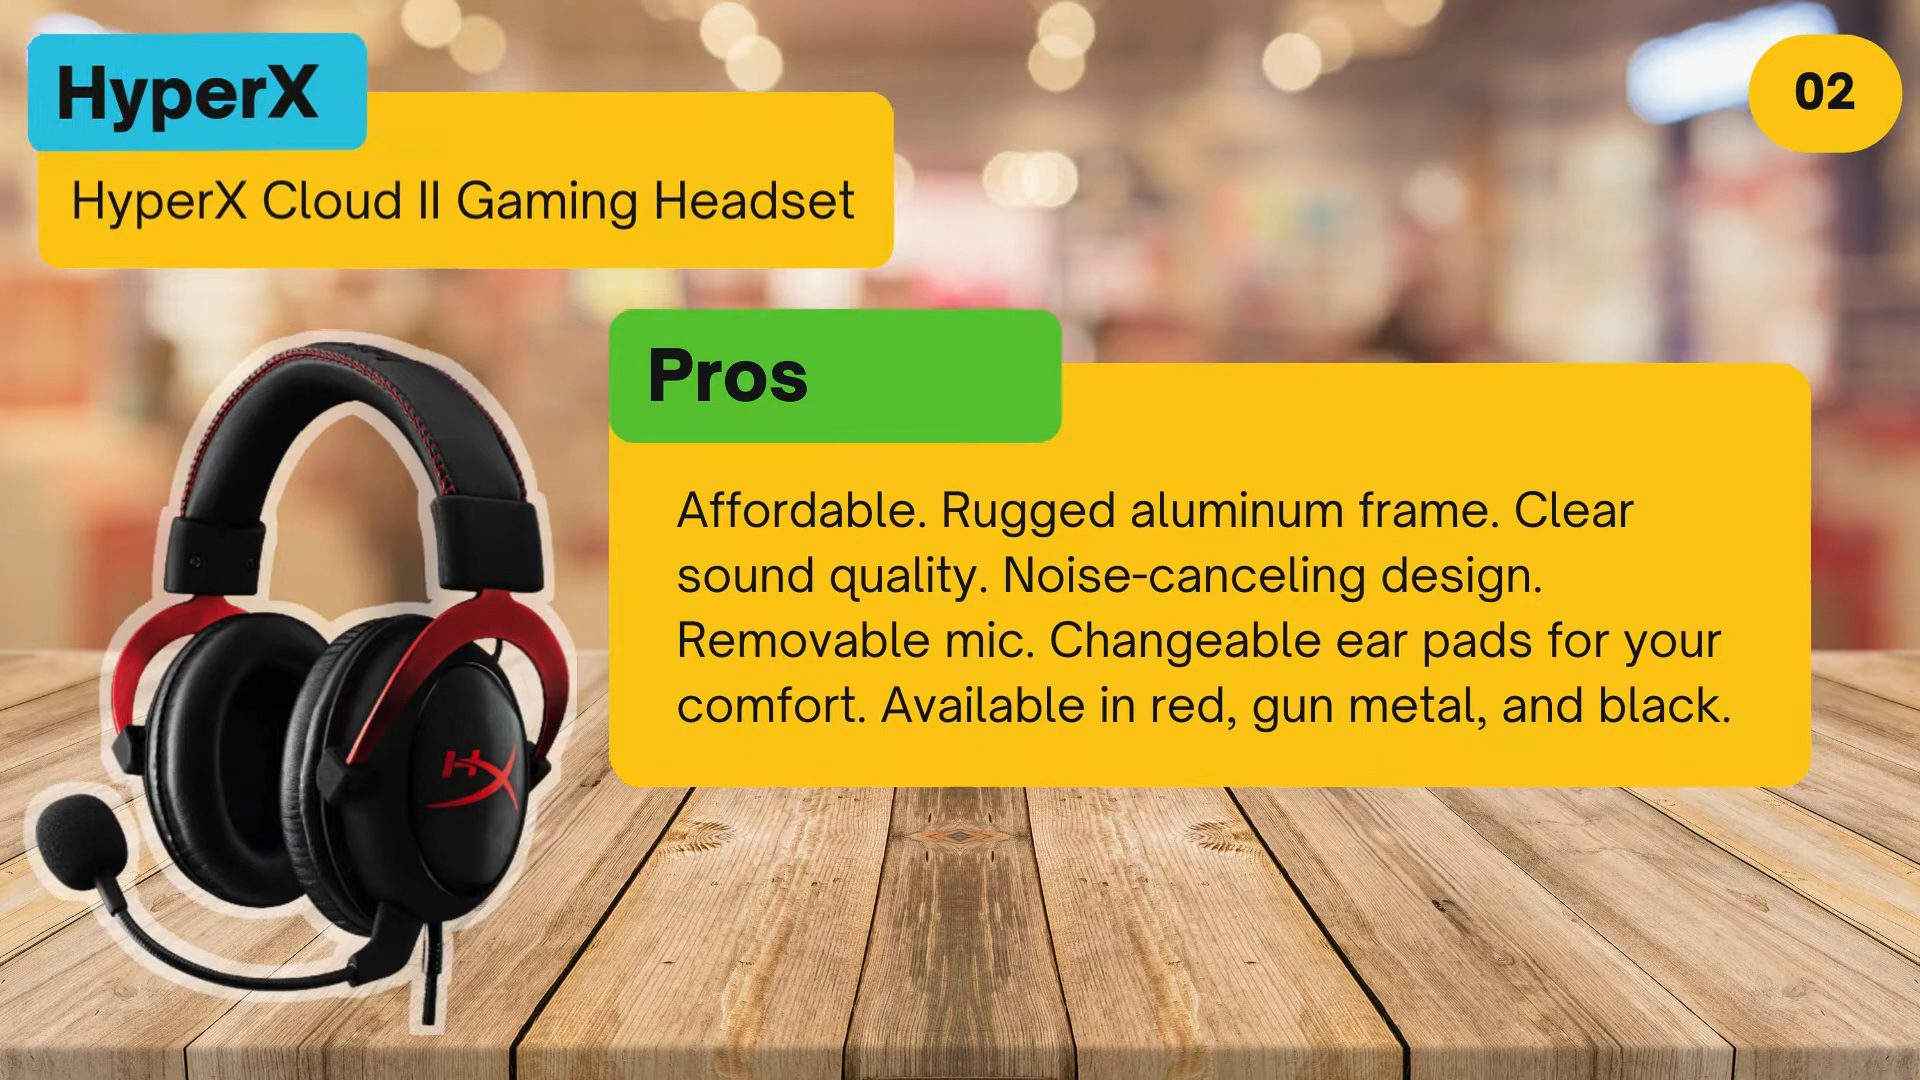 HyperX
02
HyperX Cloud II Gaming Headset
Pros
Affordable. Rugged aluminum frame. Clear
sound quality. Noise-canceling design.
Removable mic. Changeable ear pads for your
comfort. Available in red, gun metal, and black.
HX